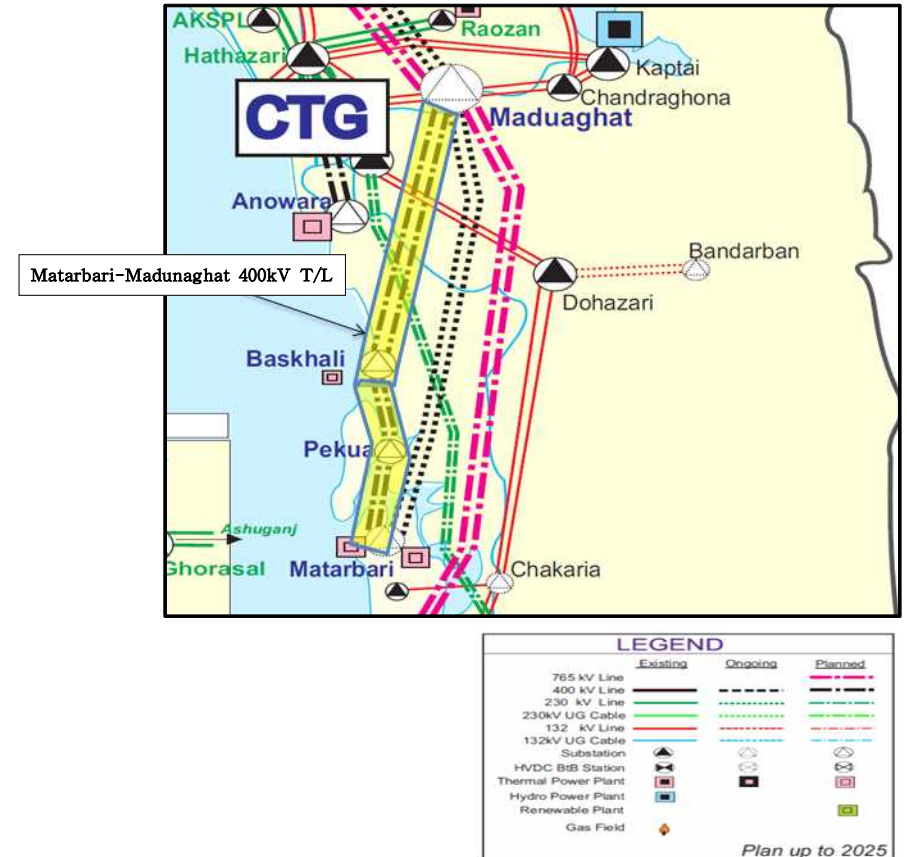 AKSPL
Raozan
Hathazari
Kaptai
Chandraghona
CTG
Maduaghat
Anowara
Bandarban
Matarbari-Madunaghat 400kV T/L
Dohazari
Baskhali
Pekua
Ashuganj
Ghorasal
Matarbari
Chakaria
LEGEND
Existing Ongoing Planned
765 kV Line
400 kV Line
230 kV Line
230kV UG Cable
132 kV Line
132kV UG Cable
Substation
HVDC BtB Station
Thermal Power Plant
Hydro Power Plant
Renewable Plant
Gas Field
Plan up to 2025